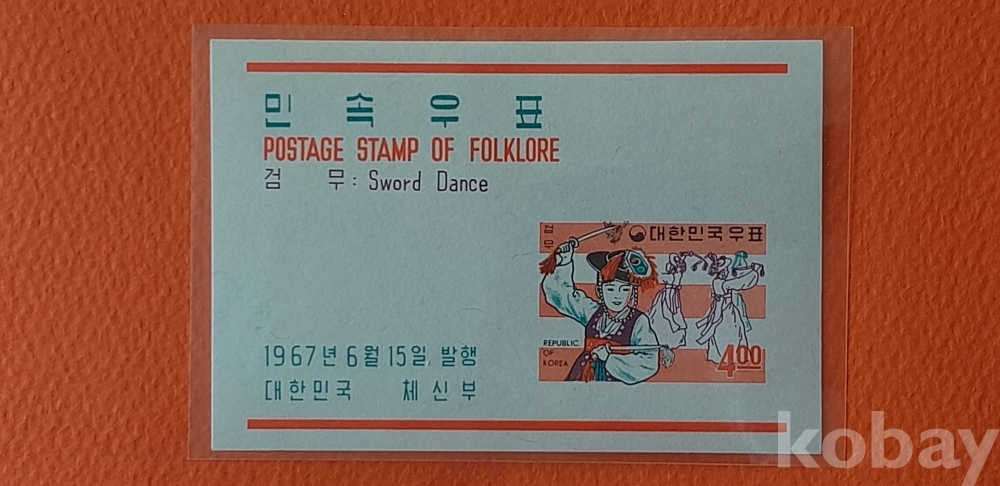 민 속 우 표
POSTAGE STAMP OF FOLKLORE
검 무: Sword Dance
대한민국우표
검무
REPUBLIC
OF
KOREA
4.00
1967년 6월 15일, 발행
대한민국 체신부
kobay